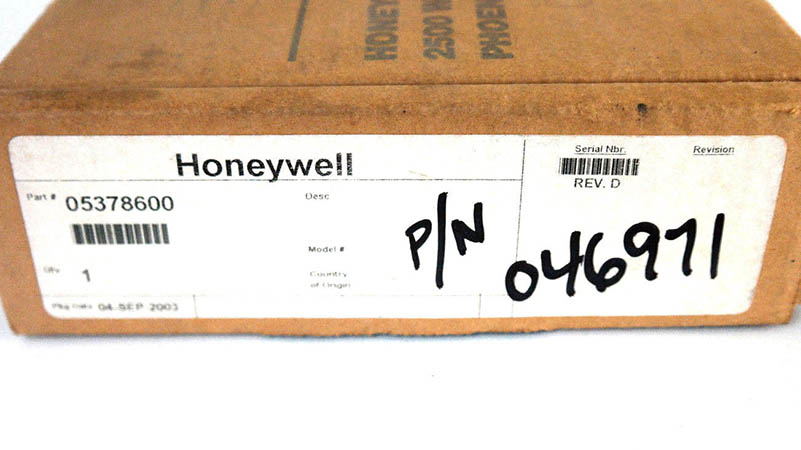 HONEY
2500 W
PHOEN
Honeywell
Part # 05378600
Desc
Model #
Qty 1
Country
of Origin
Pkg Date 04-SEP 2003
Serial Nbr.
Revision
REV. D
P/N
046971